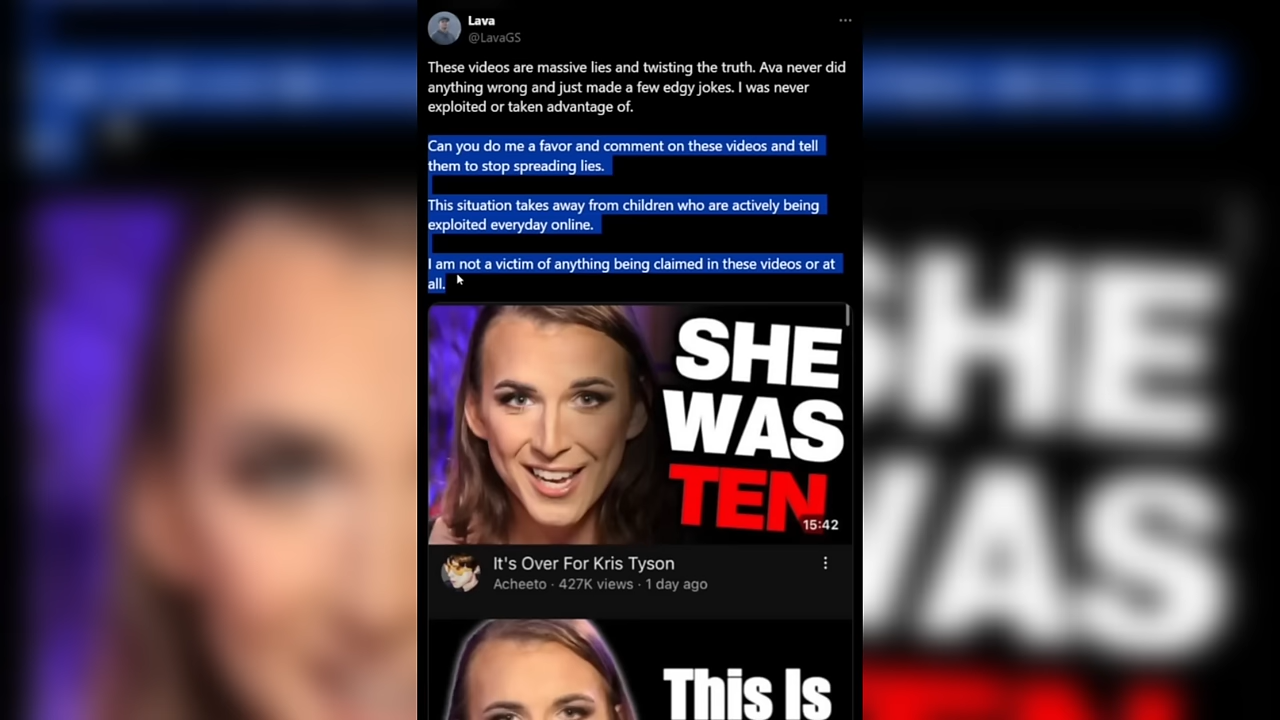 Lava
@LavaGS
These videos are massive lies and twisting the truth. Ava never did
anything wrong and just made a few edgy jokes. I was never
exploited or taken advantage of.
Can you do me a favor and comment on these videos and tell
them to stop spreading lies.
This situation takes away from children who are actively being
exploited everyday online.
I am not a victim of anything being claimed in these videos or at
all.
SHE
WAS
TEN
15:42
It's Over For Kris Tyson
Acheeto · 427K views · 1 day ago
This Is